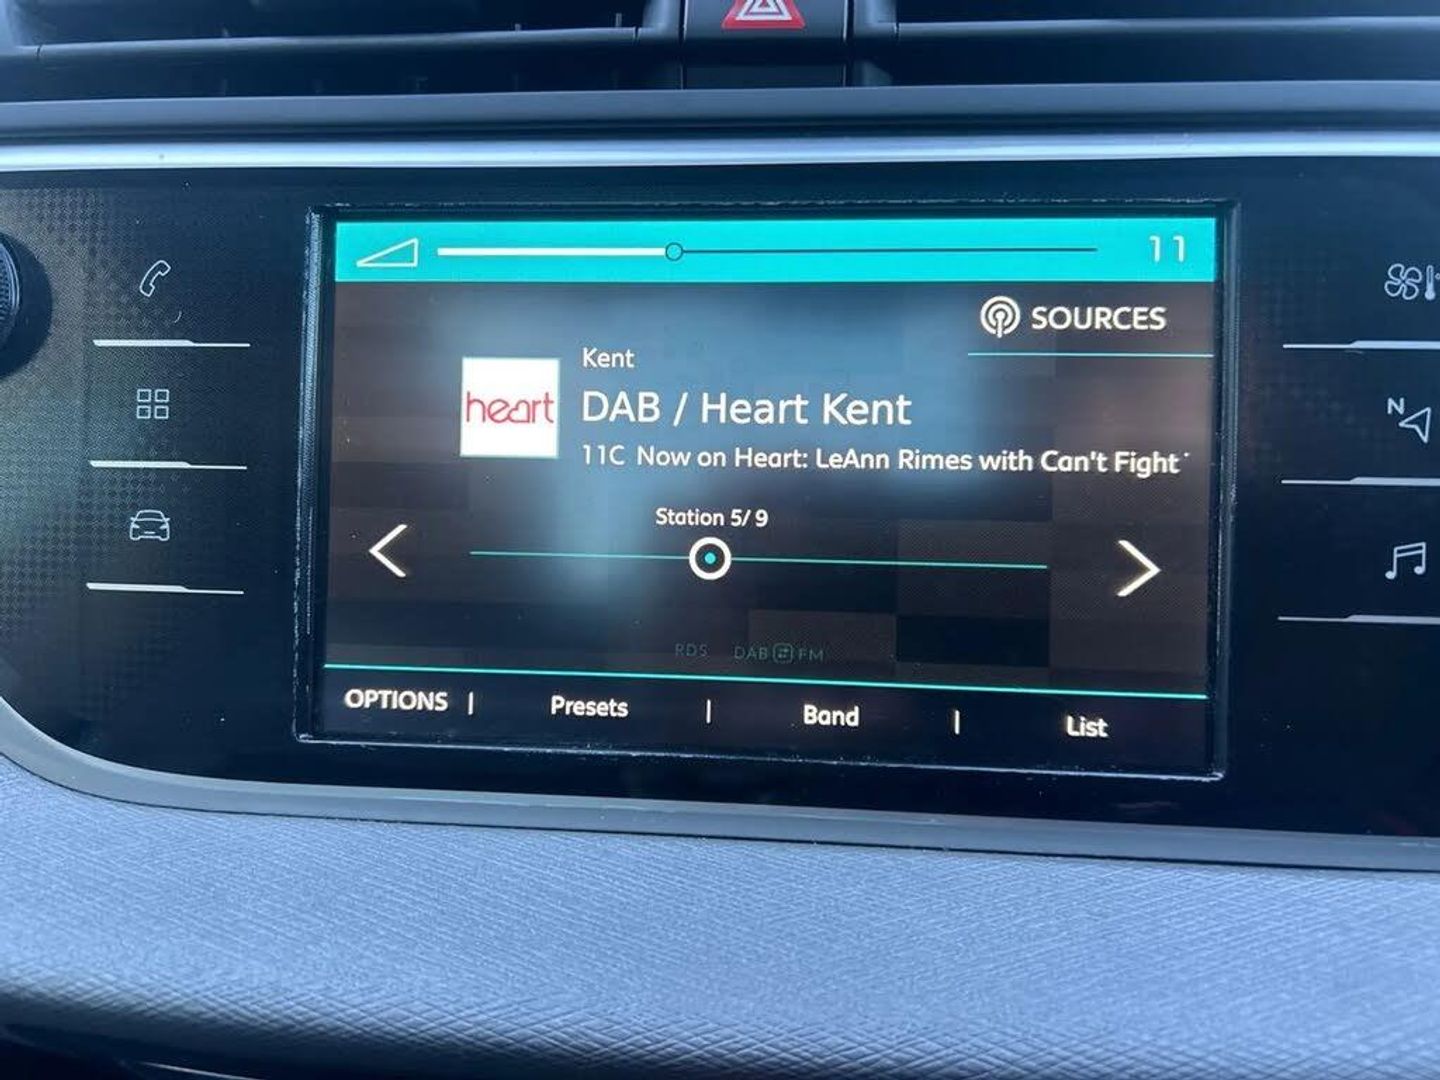 11
SOURCES
Kent
heart
DAB / Heart Kent
11C Now on Heart: LeAnn Rimes with Can't Fight
Station 5/ 9
N
RDS DAB FM
OPTIONS | Presets | Band | List